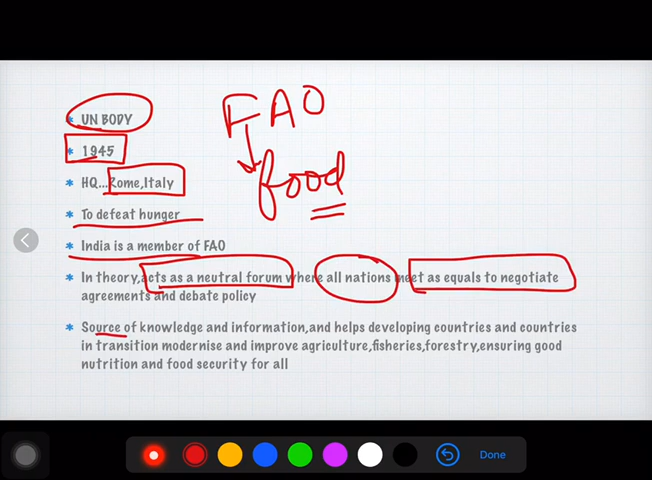 FAO
* UN BODY
* 1945
food
* HQ...Rome,Italy
* To defeat hunger
* India is a member of FAO
* In theory,acts as a neutral forum where all nations meet as equals to negotiate
agreements and debate policy
* Source of knowledge and information,and helps developing countries and countries
in transition modernise and improve agriculture,fisheries,forestry,ensuring good
nutrition and food security for all
Done